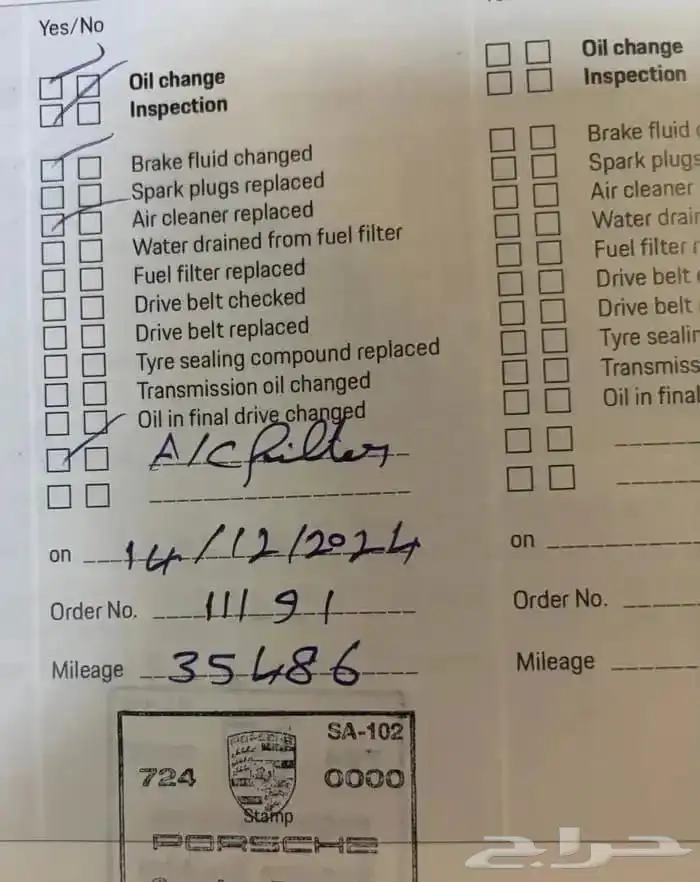 Yes/No
Oil change
Inspection
Brake fluid changed
Spark plugs replaced
Air cleaner replaced
Water drained from fuel filter
Fuel filter replaced
Drive belt checked
Drive belt replaced
Tyre sealing compound replaced
Transmission oil changed
Oil in final drive changed
A/C filter
on 14/12/2024
Order No. 11191
Mileage 35486
SA-102
724 0000
PORSCHE
Stamp
PORSCHE
Oil change
Inspection
Brake fluid
Spark plugs
Air cleaner
Water drain
Fuel filter r
Drive belt
Drive belt
Tyre sealin
Transmiss
Oil in final
on
Order No.
Mileage
حراج